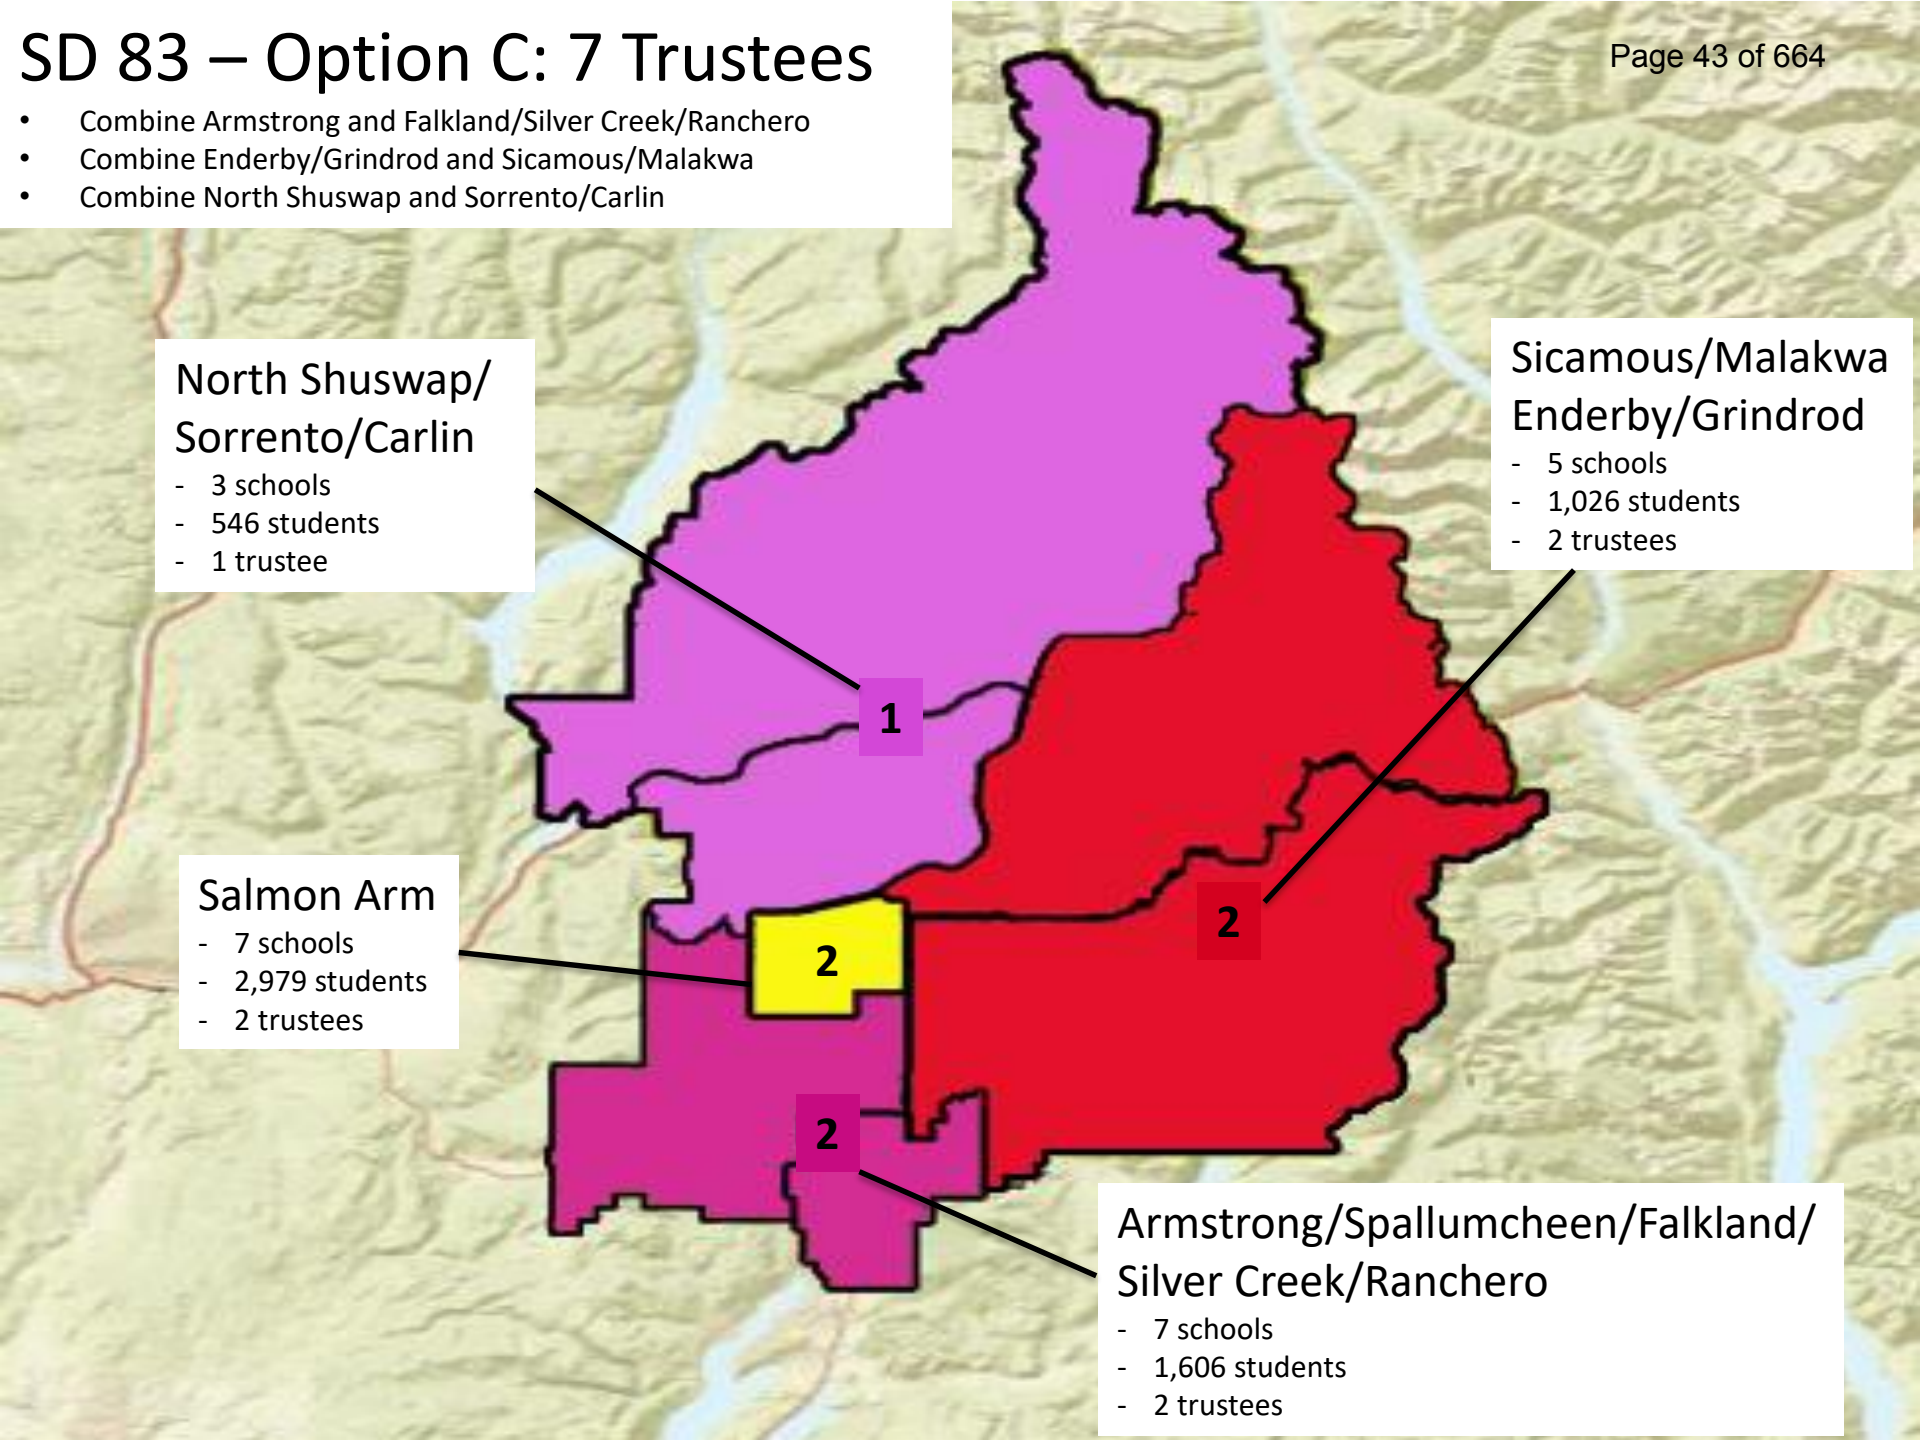 SD 83 – Option C: 7 Trustees
• Combine Armstrong and Falkland/Silver Creek/Ranchero
• Combine Enderby/Grindrod and Sicamous/Malakwa
• Combine North Shuswap and Sorrento/Carlin
Page 43 of 664
North Shuswap/
Sorrento/Carlin
- 3 schools
- 546 students
- 1 trustee
Sicamous/Malakwa
Enderby/Grindrod
- 5 schools
- 1,026 students
- 2 trustees
1
Salmon Arm
- 7 schools
- 2,979 students
- 2 trustees
2
2
2
Armstrong/Spallumcheen/Falkland/
Silver Creek/Ranchero
- 7 schools
- 1,606 students
- 2 trustees